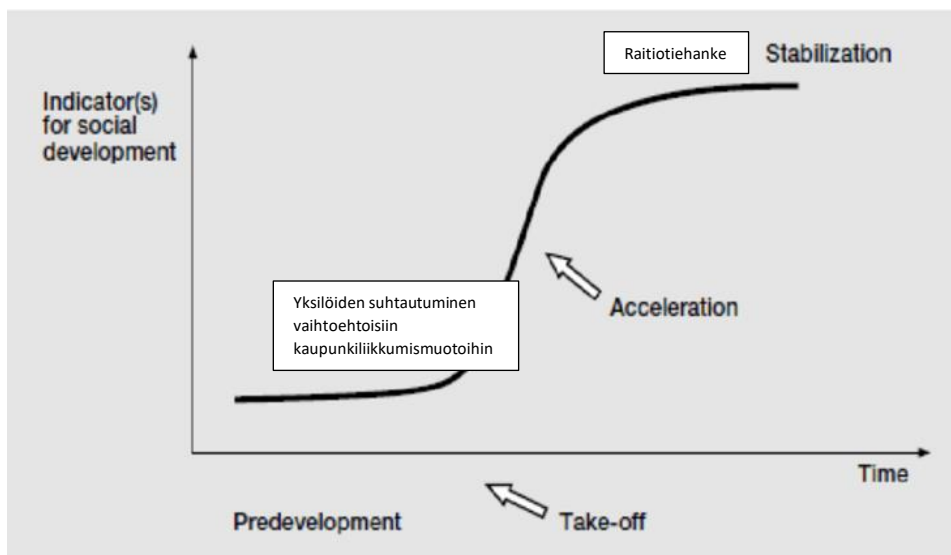 Raitiotiehanke
Stabilization
Indicator(s)
for social
development
Yksilöiden suhtautuminen
vaihtoehtoisiin
kaupunkiliikkumismuotoihin
Acceleration
Time
Predevelopment
Take-off